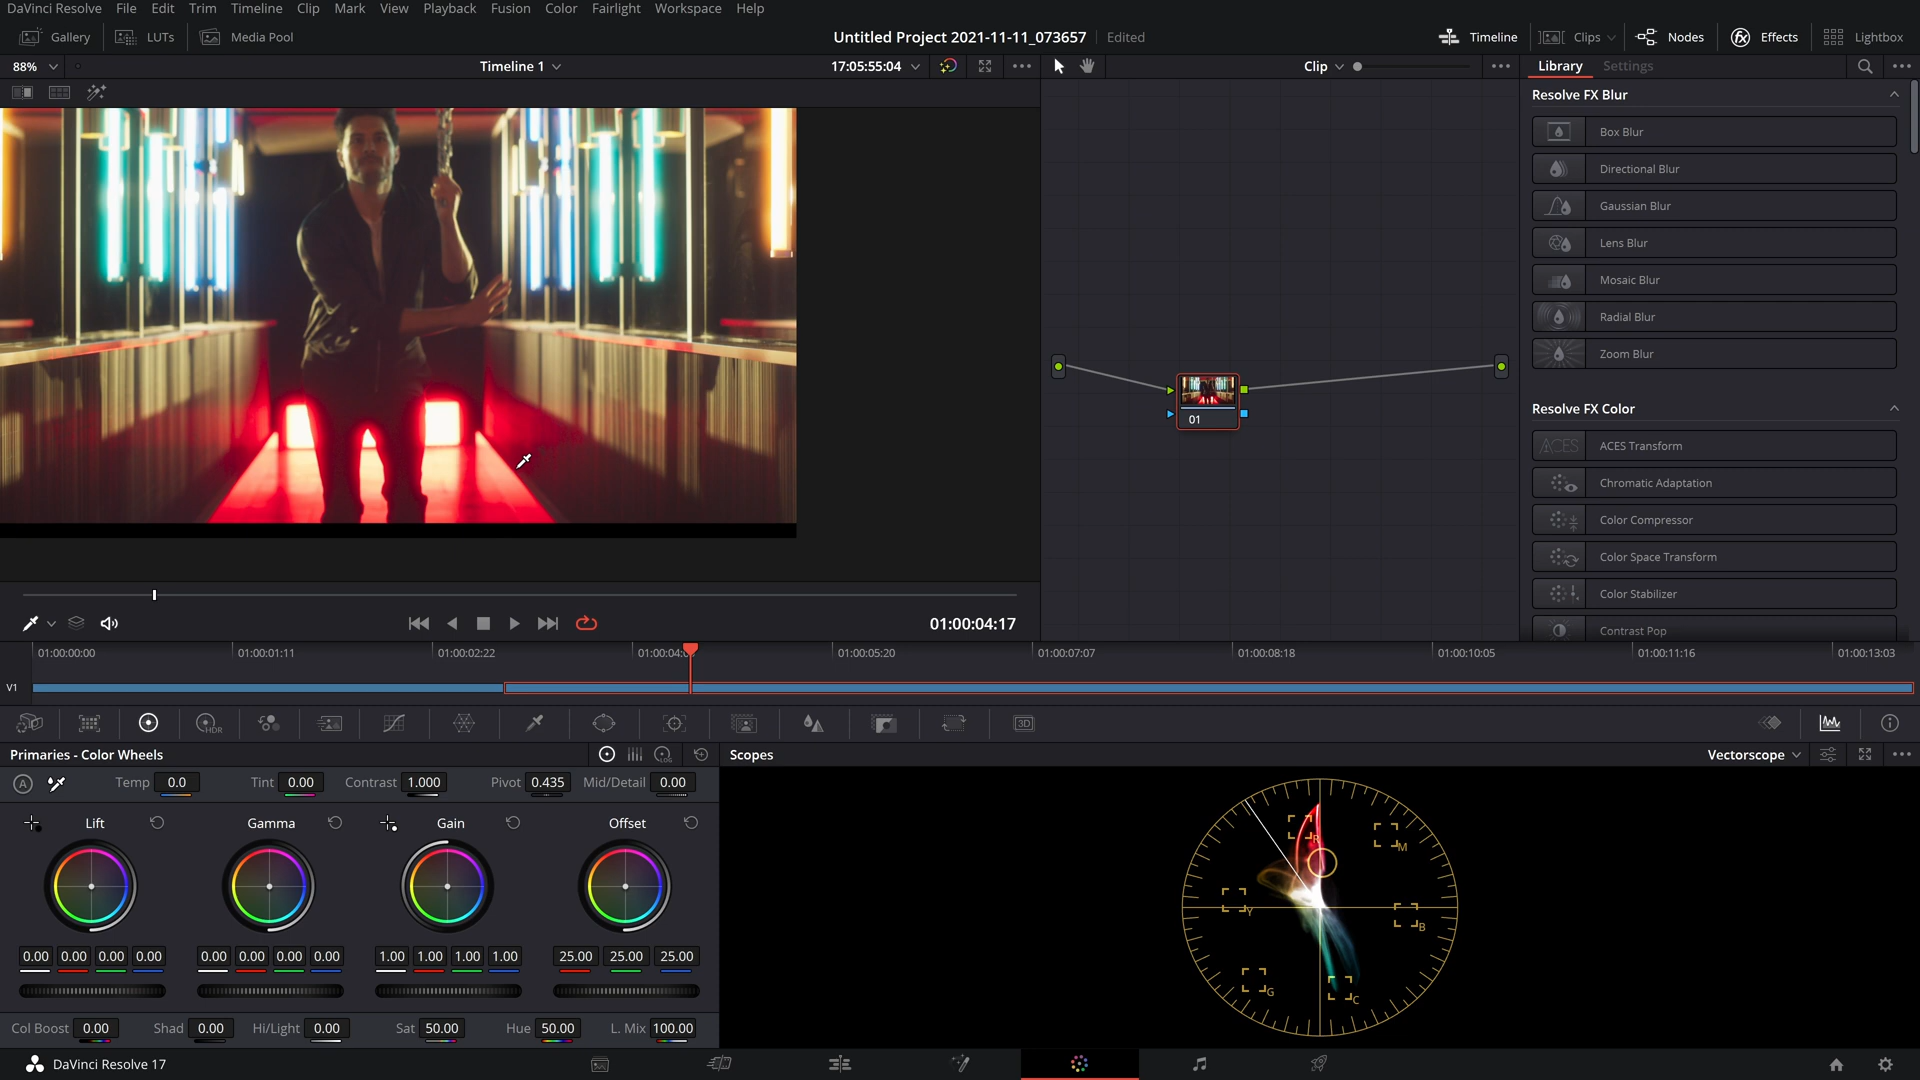 DaVinci Resolve File Edit Trim Timeline Clip Mark View Playback Fusion Color Fairlight Workspace Help
Gallery LUTs Media Pool Untitled Project 2021-11-11_073657 Edited Timeline Clips Nodes Effects Lightbox
88% Timeline 1 17:05:55:04 Clip Library Settings
Resolve FX Blur
Box Blur
Directional Blur
Gaussian Blur
Lens Blur
Mosaic Blur
Radial Blur
Zoom Blur
01
Resolve FX Color
ACES ACES Transform
Chromatic Adaptation
Color Compressor
Color Space Transform
Color Stabilizer
Contrast Pop
01:00:04:17
01:00:00:00 01:00:01:11 01:00:02:22 01:00:04: 01:00:05:20 01:00:07:07 01:00:08:18 01:00:10:05 01:00:11:16 01:00:13:03
V1
HDR 3D
Primaries - Color Wheels LOG Scopes Vectorscope
A Temp 0.0 Tint 0.00 Contrast 1.000 Pivot 0.435 Mid/Detail 0.00
Lift Gamma Gain Offset
R M Y B G C
0.00 0.00 0.00 0.00 0.00 0.00 0.00 0.00 1.00 1.00 1.00 1.00 25.00 25.00 25.00
Col Boost 0.00 Shad 0.00 Hi/Light 0.00 Sat 50.00 Hue 50.00 L. Mix 100.00
DaVinci Resolve 17